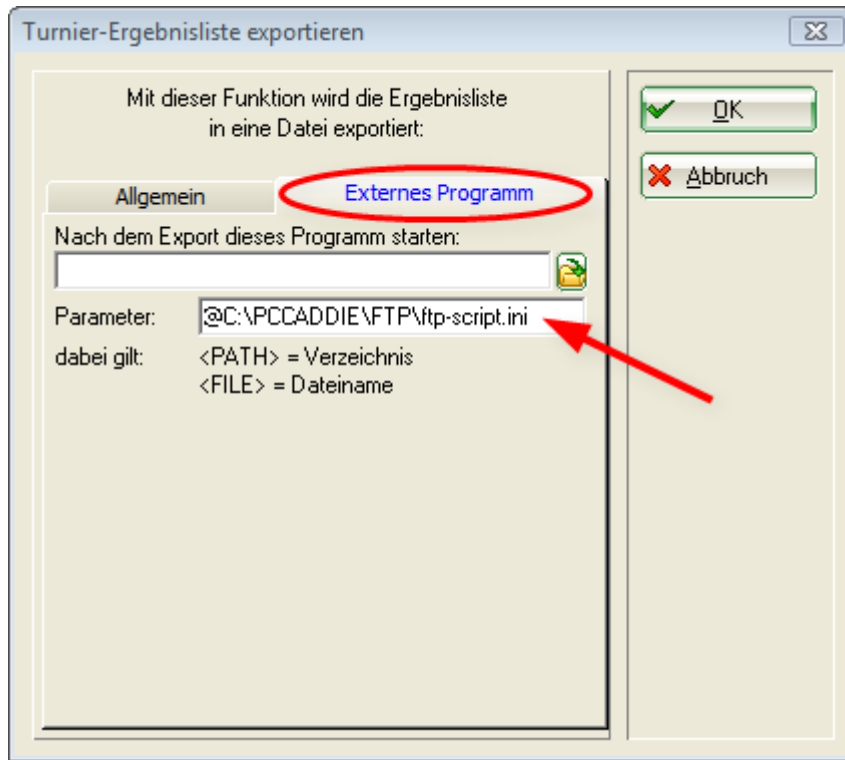 Turnier-Ergebnisliste exportieren
Mit dieser Funktion wird die Ergebnisliste
in eine Datei exportiert:
OK
Abbruch
Allgemein
Externes Programm
Nach dem Export dieses Programm starten:
Parameter:
@C:\PCCADDIE\FTP\ftp-script.ini
dabei gilt:
<PATH> = Verzeichnis
<FILE> = Dateiname